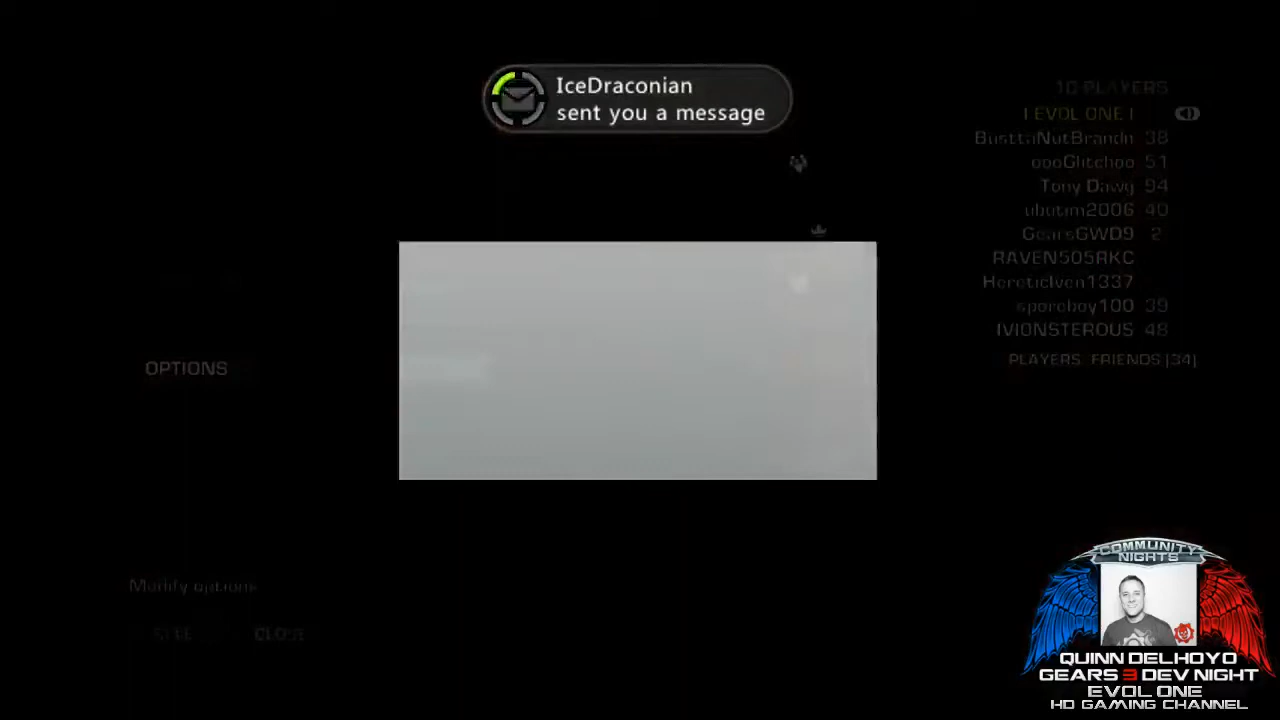 IceDraconian
sent you a message
10 PLAYERS
I EVOL ONE I
BusttaNutBrandn 38
oooGlitchoo 51
Tony Dawg 94
ubutim2006 40
GearsGWD9 2
RAVEN505RKC
HereticIven1337
sporeboy100 39
IVIONSTEROUS 48
PLAYERS: FRIENDS [34]
OPTIONS
Modify options
CLOSE
COMMUNITY
NIGHTS
QUINN DELHOYO
GEARS 3 DEV NIGHT
EVOL ONE
HD GAMING CHANNEL